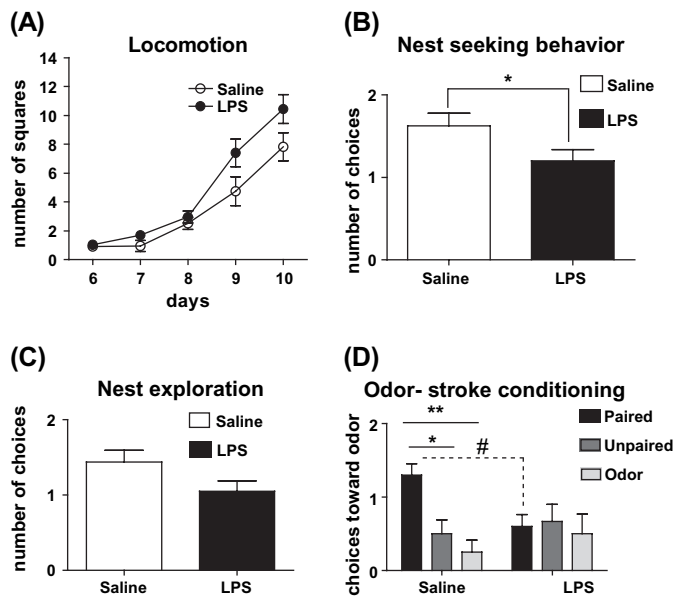 (A)
Locomotion
14
12
10
8
6
4
2
0
number of squares
Saline
LPS
6 7 8 9 10
days
(B)
Nest seeking behavior
*
Saline
LPS
2
1
0
number of choices
Saline LPS
(C)
Nest exploration
Saline
LPS
2
1
0
number of choices
Saline LPS
(D)
Odor- stroke conditioning
Paired
Unpaired
Odor
**
*
#
2
1
0
choices toward odor
Saline LPS